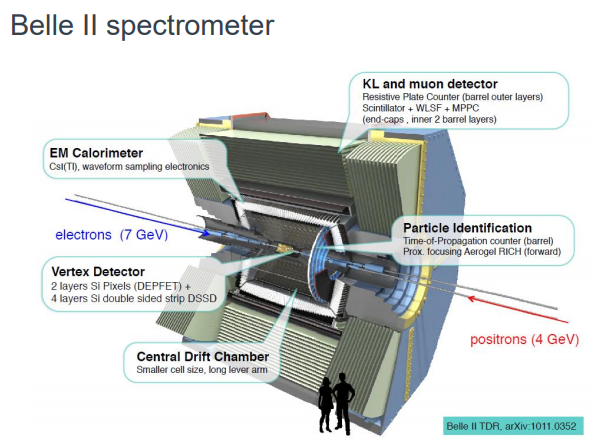 Belle II spectrometer
KL and muon detector
Resistive Plate Counter (barrel outer layers)
Scintillator + WLSF + MPPC
(end-caps , inner 2 barrel layers)
EM Calorimeter
CsI(Tl), waveform sampling electronics
electrons (7 GeV)
Particle Identification
Time-of-Propagation counter (barrel)
Prox. focusing Aerogel RICH (forward)
Vertex Detector
2 layers Si Pixels (DEPFET) +
4 layers Si double sided strip DSSD
positrons (4 GeV)
Central Drift Chamber
Smaller cell size, long lever arm
Belle II TDR, arXiv:1011.0352